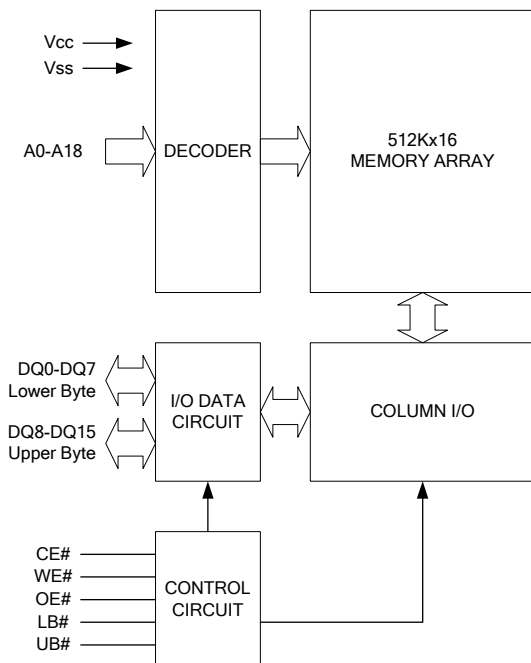 Vcc
Vss
A0-A18
DECODER
512Kx16
MEMORY ARRAY
DQ0-DQ7
Lower Byte
DQ8-DQ15
Upper Byte
I/O DATA
CIRCUIT
COLUMN I/O
CE#
WE#
OE#
LB#
UB#
CONTROL
CIRCUIT